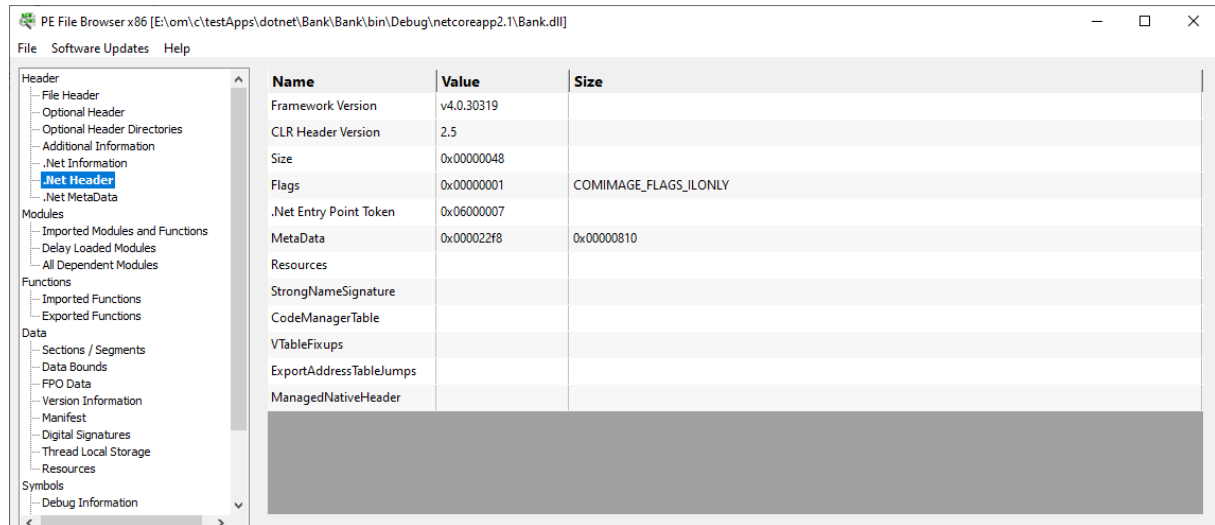 PE File Browser x86 [E:\om\c\testApps\dotnet\Bank\Bank\bin\Debug\netcoreapp2.1\Bank.dll]
File Software Updates Help
Header
File Header
Optional Header
Optional Header Directories
Additional Information
.Net Information
.Net Header
.Net MetaData
Modules
Imported Modules and Functions
Delay Loaded Modules
All Dependent Modules
Functions
Imported Functions
Exported Functions
Data
Sections / Segments
Data Bounds
FPO Data
Version Information
Manifest
Digital Signatures
Thread Local Storage
Resources
Symbols
Debug Information
Name Value Size
Framework Version v4.0.30319
CLR Header Version 2.5
Size 0x00000048
Flags 0x00000001 COMIMAGE_FLAGS_ILONLY
.Net Entry Point Token 0x06000007
MetaData 0x000022f8 0x00000810
Resources
StrongNameSignature
CodeManagerTable
VTableFixups
ExportAddressTableJumps
ManagedNativeHeader